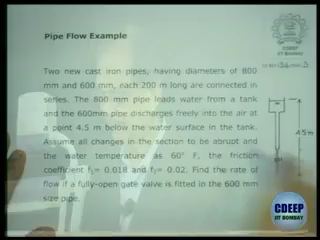 Pipe Flow Example
CDEEP
IIT Bombay
Two new cast iron pipes, having diameters of 800
mm and 600 mm, each 200 m long are connected in
series. The 800 mm pipe leads water from a tank
and the 600mm pipe discharges freely into the air at
a point 4.5 m below the water surface in the tank.
Assume all changes in the section to be abrupt and
the water temperature as 60° F, the friction
coefficient f₁= 0.018 and f₂= 0.02. Find the rate of
flow if a fully-open gate valve is fitted in the 600 mm
size pipe.
4.5m
CDEEP
IIT BOMBAY